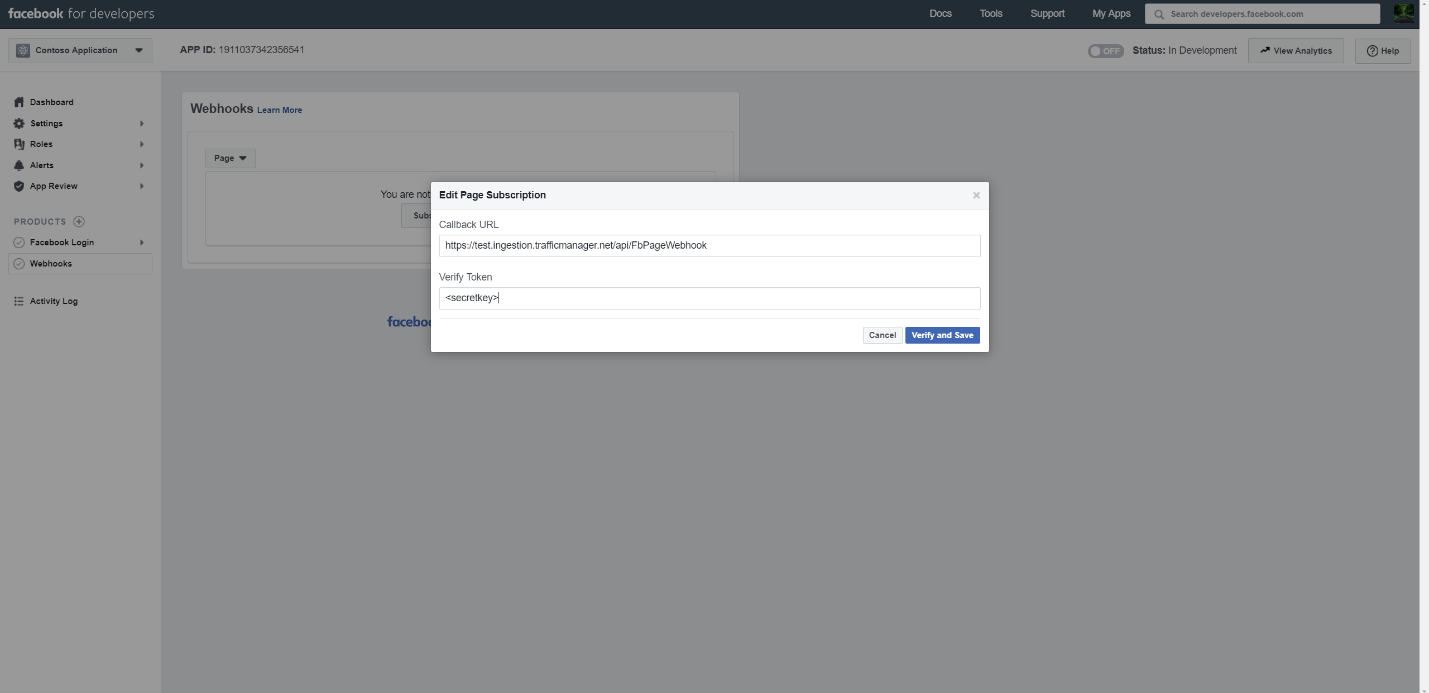 facebook for developers
Docs
Tools
Support
My Apps
Search developers.facebook.com
Contoso Application
APP ID: 1911037342356541
OFF
Status: In Development
View Analytics
Help
Dashboard
Settings
Roles
Alerts
App Review
PRODUCTS
Facebook Login
Webhooks
Activity Log
Webhooks Learn More
Page
You are not
Subs
Edit Page Subscription
Callback URL
https://test.ingestion.trafficmanager.net/api/FbPageWebhook
Verify Token
<secretkey>
Cancel
Verify and Save
faceboo